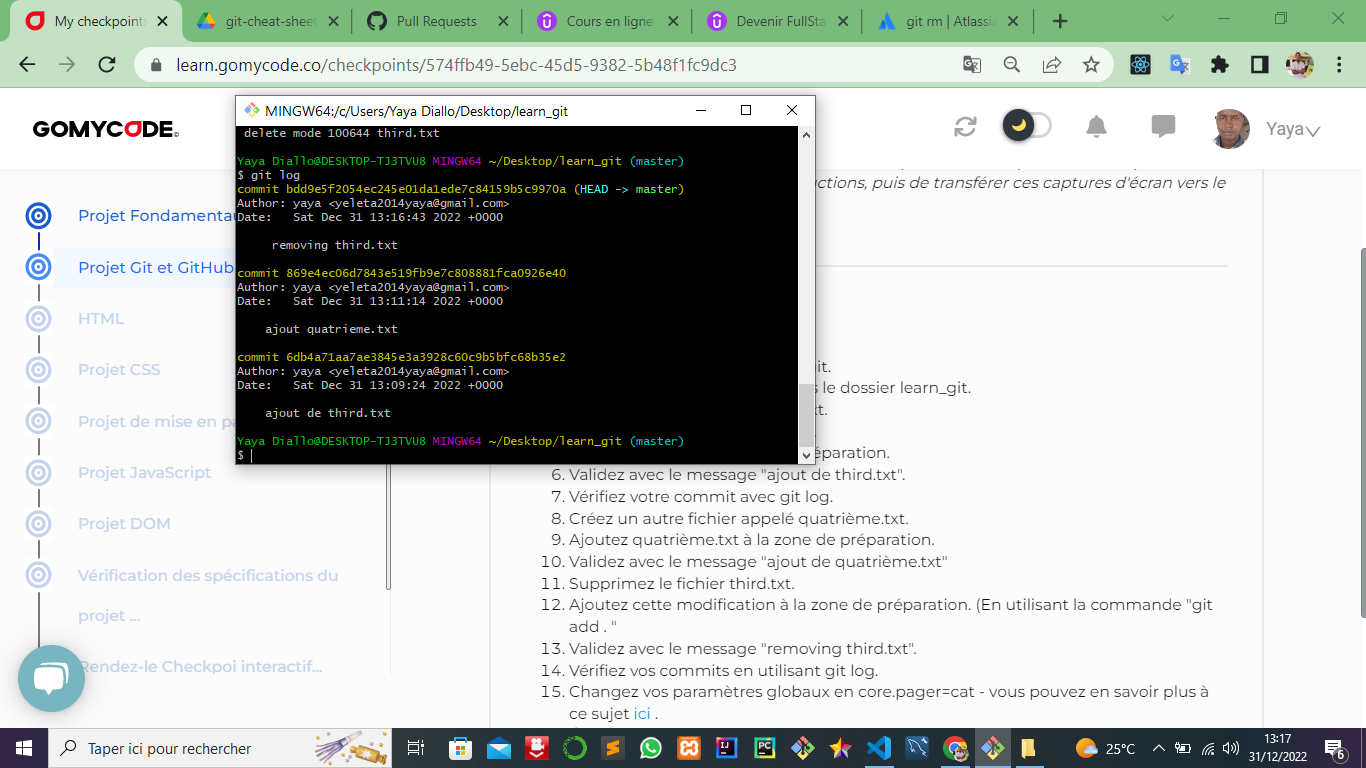 My checkpoints
git-cheat-sheet
Pull Requests
Cours en ligne
Devenir FullSta
git rm | Atlassia
learn.gomycode.co/checkpoints/574ffb49-5ebc-45d5-9382-5b48f1fc9dc3
MINGW64:/c/Users/Yaya Diallo/Desktop/learn_git
GOMYCODE
Yaya
delete mode 100644 third.txt
Yaya Diallo@DESKTOP-TJ3TVU8 MINGW64 ~/Desktop/learn_git (master)
$ git log
commit bdd9e5f2054ec245e01da1ede7c84159b5c9970a (HEAD -> master)
Author: yaya <yeleta2014yaya@gmail.com>
Date:   Sat Dec 31 13:16:43 2022 +0000
removing third.txt
commit 869e4ec06d7843e519fb9e7c808881fca0926e40
Author: yaya <yeleta2014yaya@gmail.com>
Date:   Sat Dec 31 13:11:14 2022 +0000
ajout quatrieme.txt
commit 6db4a71aa7ae3845e3a3928c60c9b5bfc68b35e2
Author: yaya <yeleta2014yaya@gmail.com>
Date:   Sat Dec 31 13:09:24 2022 +0000
ajout de third.txt
Yaya Diallo@DESKTOP-TJ3TVU8 MINGW64 ~/Desktop/learn_git (master)
$
Projet Fondamentau
Projet Git et GitHub
HTML
Projet CSS
Projet de mise en pa
Projet JavaScript
Projet DOM
Vérification des spécifications du
projet ...
Rendez-le Checkpoi interactif...
uctions, puis de transférer ces captures d'écran vers le
it.
s le dossier learn_git.
xt.
éparation.
6. Validez avec le message "ajout de third.txt".
7. Vérifiez votre commit avec git log.
8. Créez un autre fichier appelé quatrième.txt.
9. Ajoutez quatrième.txt à la zone de préparation.
10. Validez avec le message "ajout de quatrième.txt"
11. Supprimez le fichier third.txt.
12. Ajoutez cette modification à la zone de préparation. (En utilisant la commande "git
add . "
13. Validez avec le message "removing third.txt".
14. Vérifiez vos commits en utilisant git log.
15. Changez vos paramètres globaux en core.pager=cat - vous pouvez en savoir plus à
ce sujet ici .
Taper ici pour rechercher
25°C
13:17
31/12/2022
6